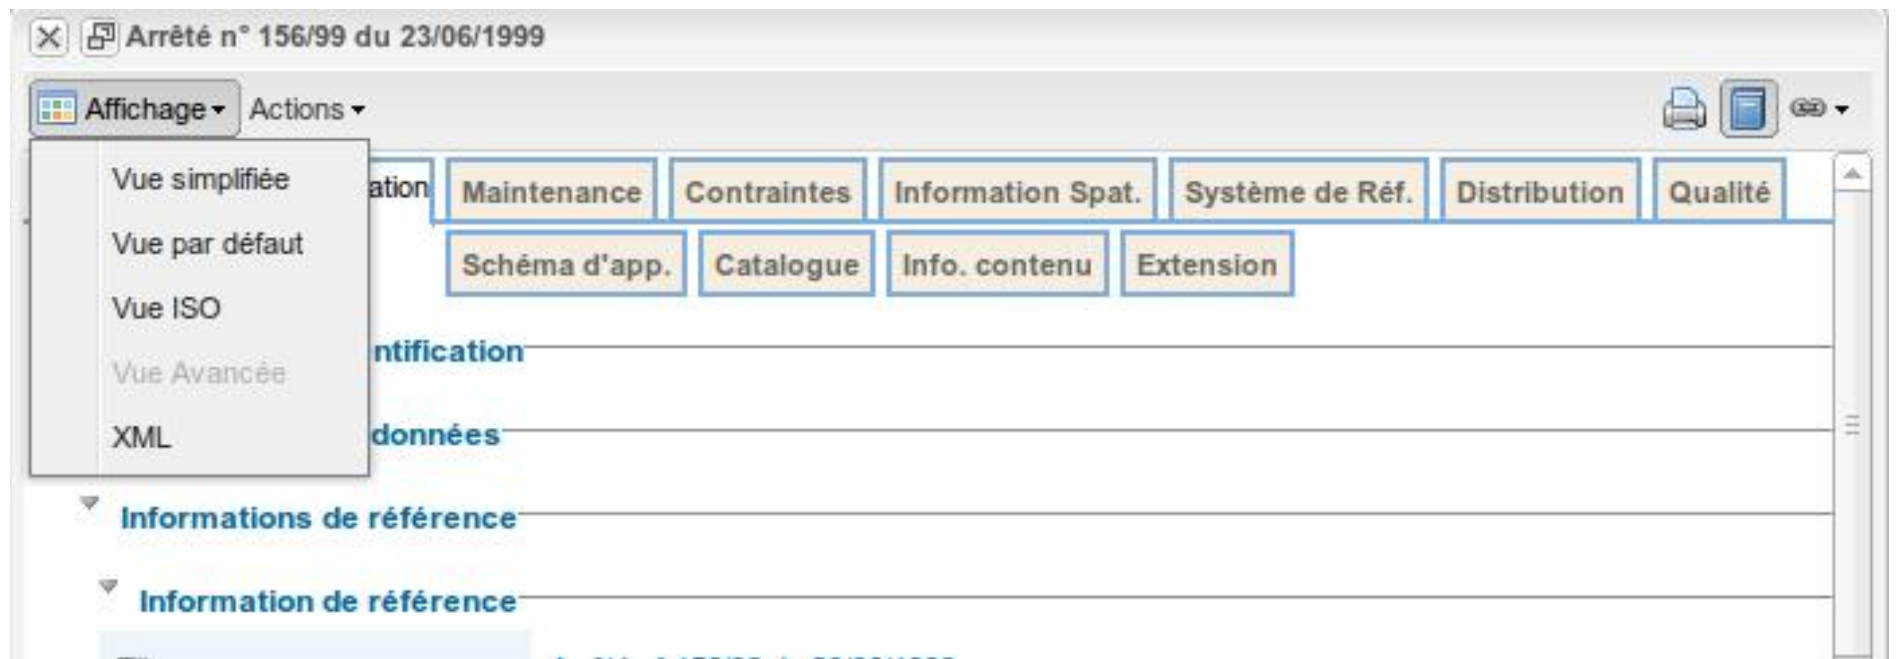 Arrêté n° 156/99 du 23/06/1999
Affichage Actions
Vue simplifiée
Vue par défaut
Vue ISO
Vue Avancée
XML
ation Maintenance Contraintes Information Spat. Système de Réf. Distribution Qualité
Schéma d'app. Catalogue Info. contenu Extension
ntification
données
Informations de référence
Information de référence